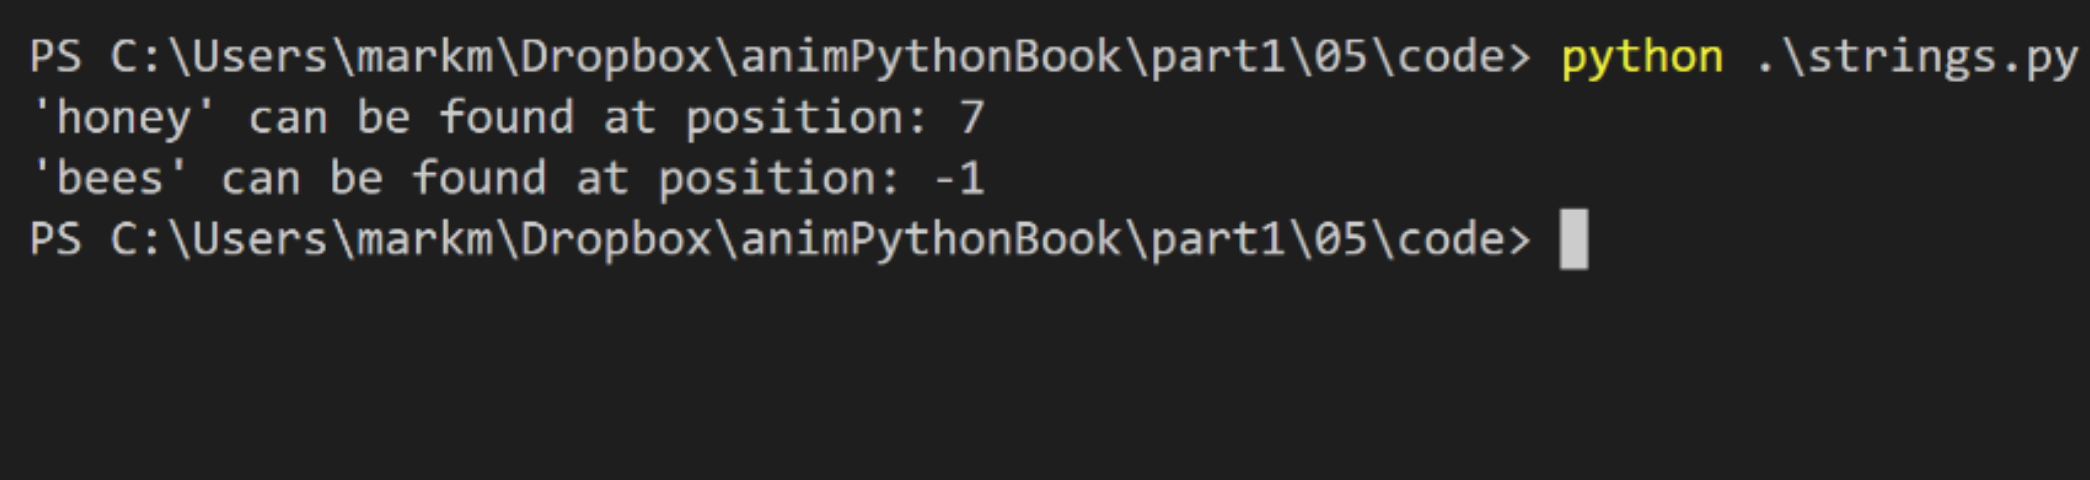 PS C:\Users\markm\Dropbox\animPythonBook\part1\05\code> python .\strings.py
'honey' can be found at position: 7
'bees' can be found at position: -1
PS C:\Users\markm\Dropbox\animPythonBook\part1\05\code>